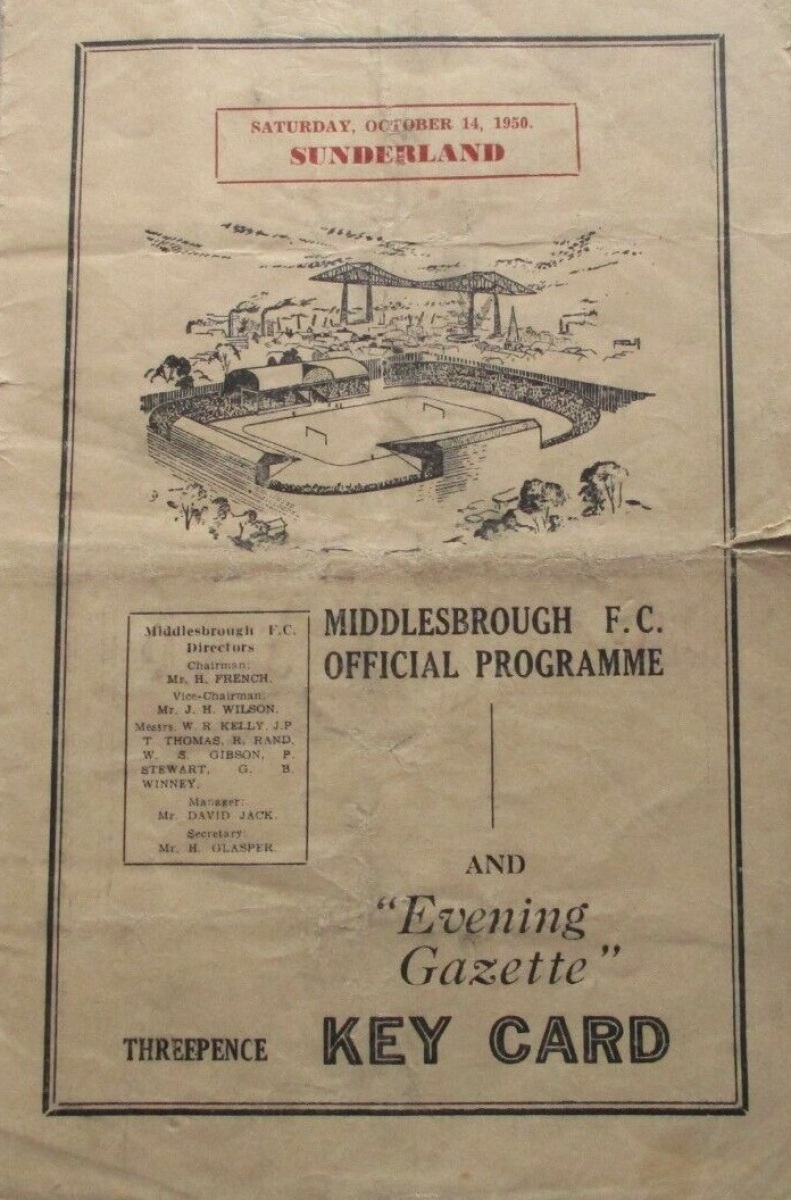 SATURDAY, OCTOBER 14, 1950.
SUNDERLAND
Middlesbrough F.C.
Directors
Chairman:
Mr. H. FRENCH.
Vice-Chairman:
Mr. J. H. WILSON.
Messrs. W. R. KELLY, J.P.
T. THOMAS, R. RAND,
W. S. GIBSON, P.
STEWART, G. B.
WINNEY.
Manager:
Mr. DAVID JACK.
Secretary:
Mr. H. GLASPER.
MIDDLESBROUGH F.C.
OFFICIAL PROGRAMME
AND
"Evening
Gazette"
THREEPENCE
KEY CARD